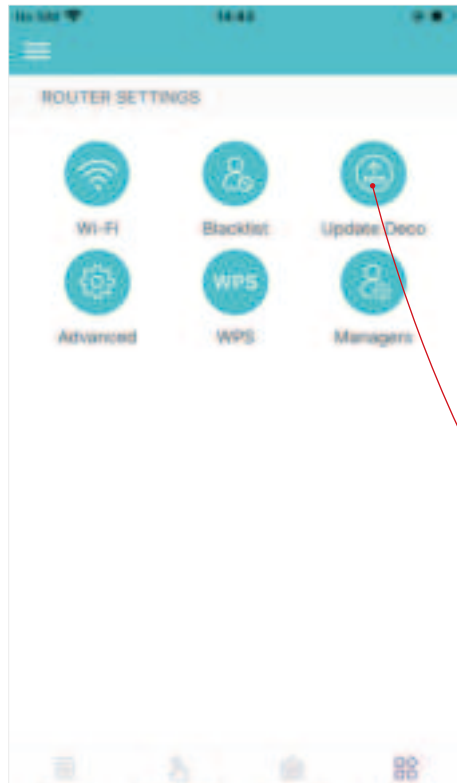 No SIM 14:43
ROUTER SETTINGS
Wi-Fi Blacklist Update Deco
WPS
Advanced WPS Managers